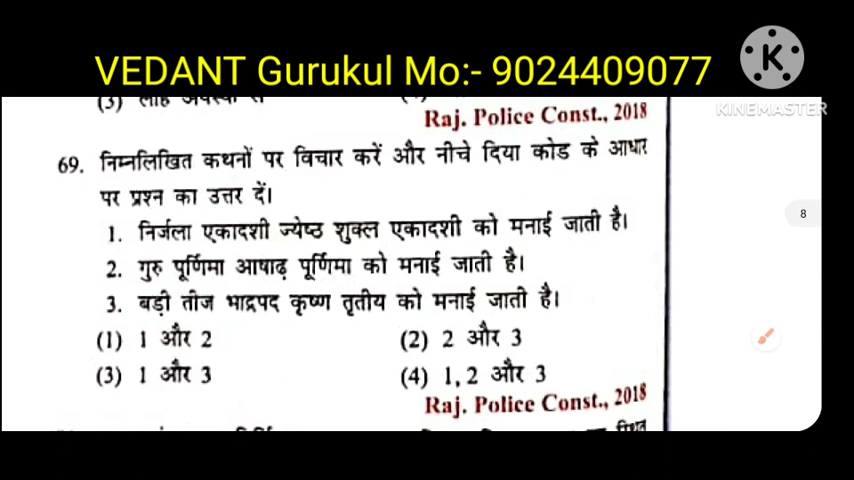 VEDANT Gurukul Mo:- 9024409077
K
KINEMASTER
(3)
Raj. Police Const., 2018
69. निम्नलिखित कथनों पर विचार करें और नीचे दिया कोड के आधार
पर प्रश्न का उत्तर दें।
1. निर्जला एकादशी ज्येष्ठ शुक्ल एकादशी को मनाई जाती है।
8
2. गुरु पूर्णिमा आषाढ़ पूर्णिमा को मनाई जाती है।
3. बड़ी तीज भाद्रपद कृष्ण तृतीय को मनाई जाती है।
(1) 1 और 2 (2) 2 और 3
(3) 1 और 3 (4) 1, 2 और 3
Raj. Police Const., 2018